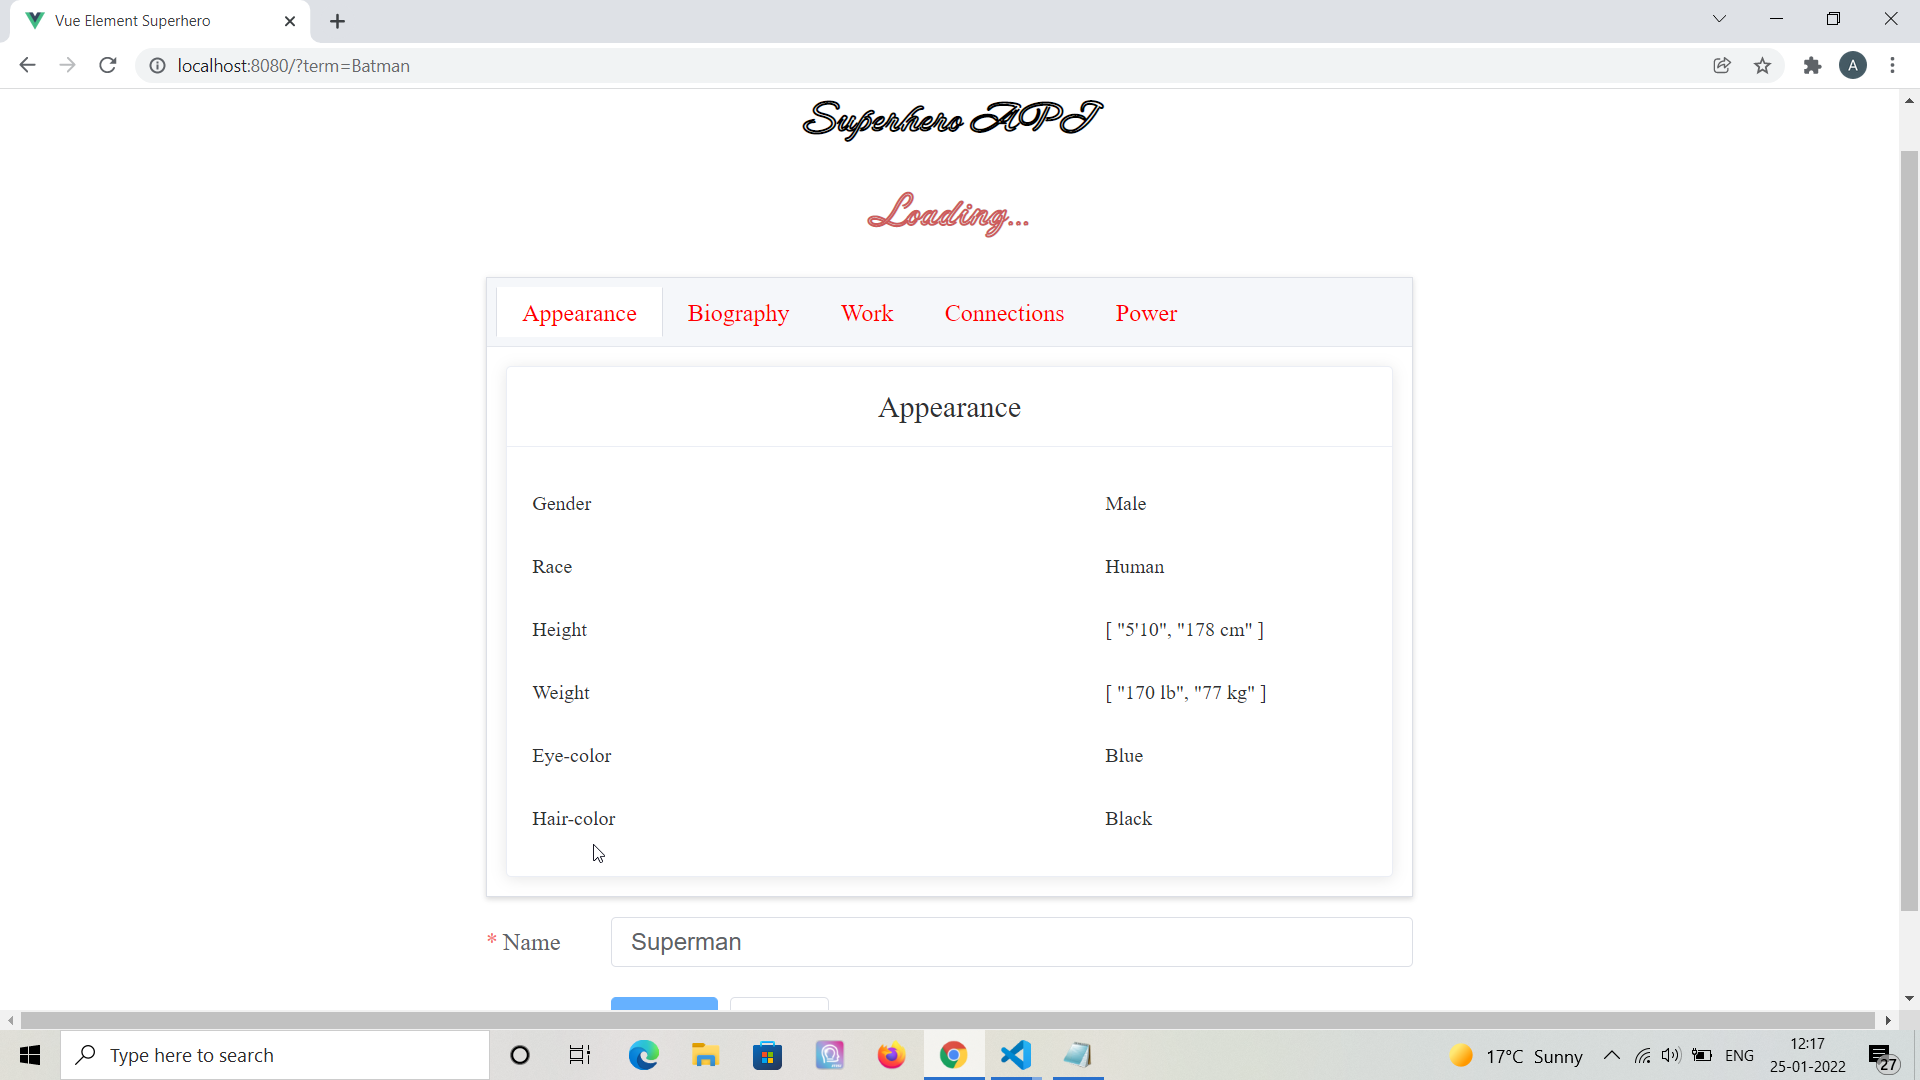 Vue Element Superhero
localhost:8080/?term=Batman
A
Superhero API
Loading...
Appearance Biography Work Connections Power
Appearance
Gender Male
Race Human
Height [ "5'10", "178 cm" ]
Weight [ "170 lb", "77 kg" ]
Eye-color Blue
Hair-color Black
* Name Superman
Type here to search
17°C Sunny
ENG
12:17
25-01-2022
27